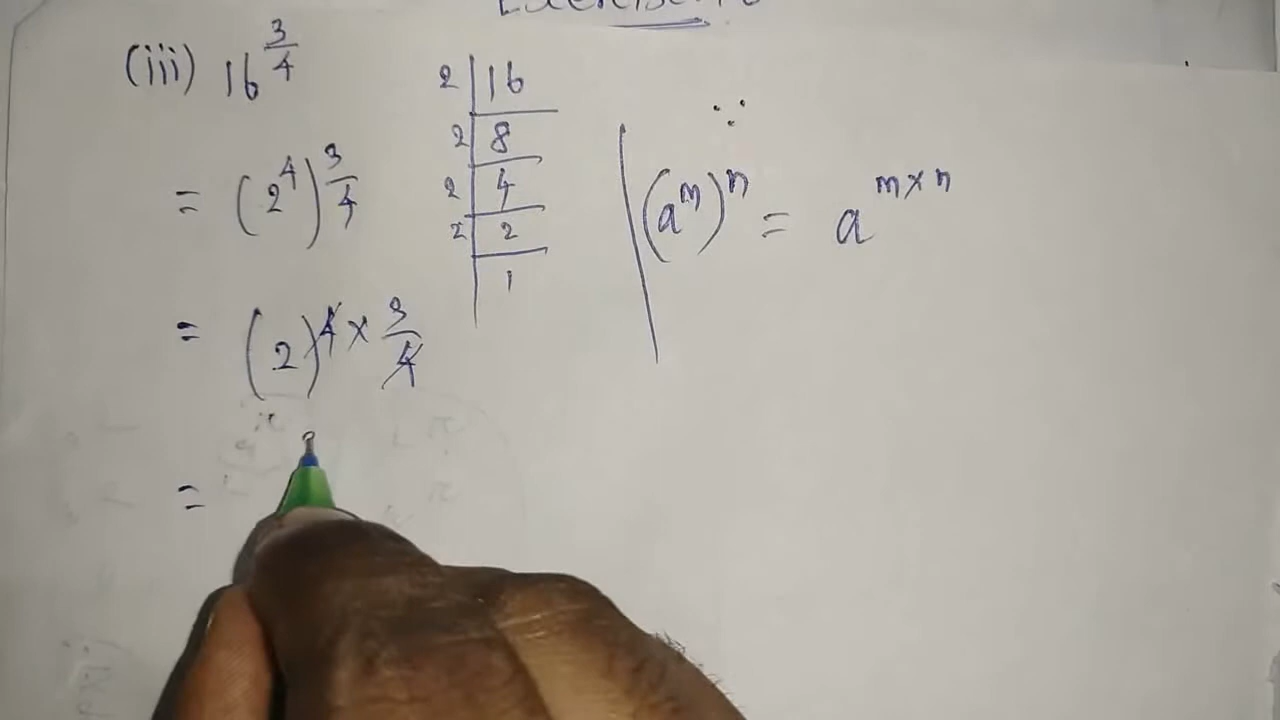 (iii) 16^(3/4)
= (2^4)^(3/4)
= (2)^(4 × 3/4)
=
2 | 16
2 | 8
2 | 4
2 | 2
1
∵
(a^m)^n = a^(m×n)